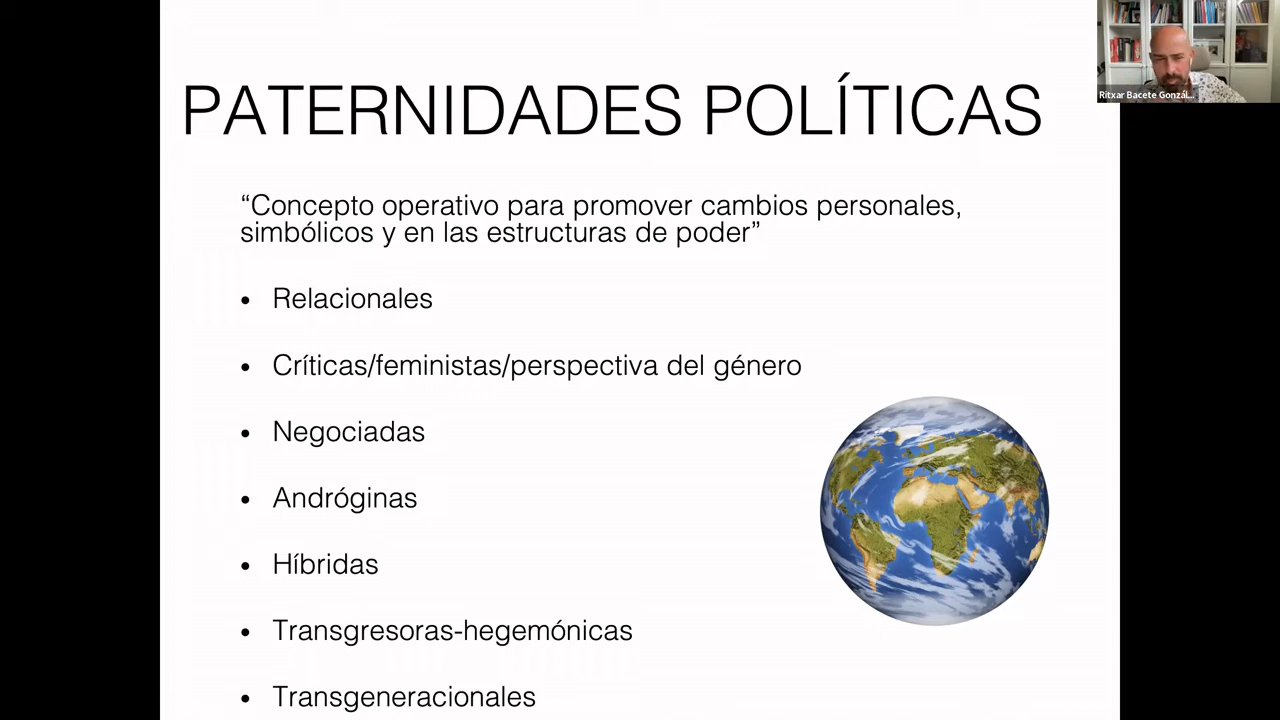 PATERNIDADES POLÍTICAS
“Concepto operativo para promover cambios personales,
simbólicos y en las estructuras de poder”
• Relacionales
• Críticas/feministas/perspectiva del género
• Negociadas
• Andróginas
• Híbridas
• Transgresoras-hegemónicas
• Transgeneracionales
Ritxar Bacete Gonzál...